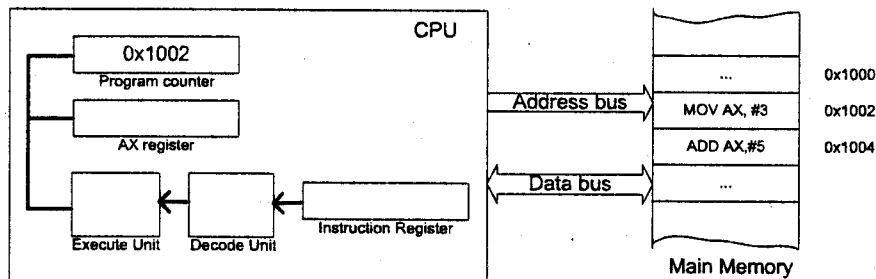 CPU
0x1002
Program counter
AX register
Execute Unit
Decode Unit
Instruction Register
Address bus
Data bus
...
0x1000
MOV AX, #3
0x1002
ADD AX,#5
0x1004
...
Main Memory